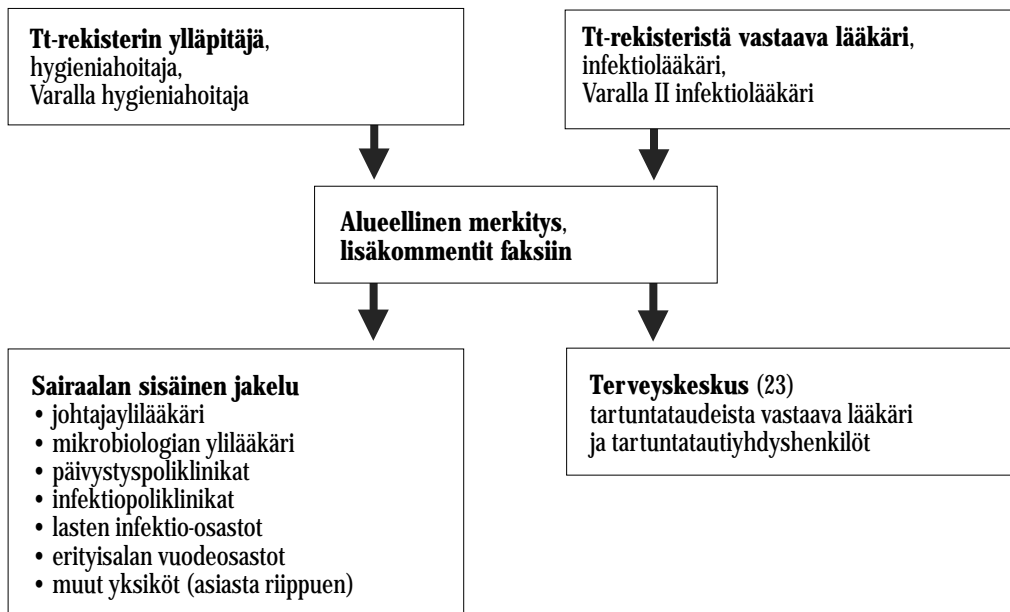 Tt-rekisterin ylläpitäjä,
hygieniahoitaja,
Varalla hygieniahoitaja
Tt-rekisteristä vastaava lääkäri,
infektiolääkäri,
Varalla II infektiolääkäri
Alueellinen merkitys,
lisäkommentit faksiin
Sairaalan sisäinen jakelu
• johtajaylilääkäri
• mikrobiologian ylilääkäri
• päivystyspoliklinikat
• infektiopoliklinikat
• lasten infektio-osastot
• erityisalan vuodeosastot
• muut yksiköt (asiasta riippuen)
Terveyskeskus (23)
tartuntataudeista vastaava lääkäri
ja tartuntatautiyhdyshenkilöt